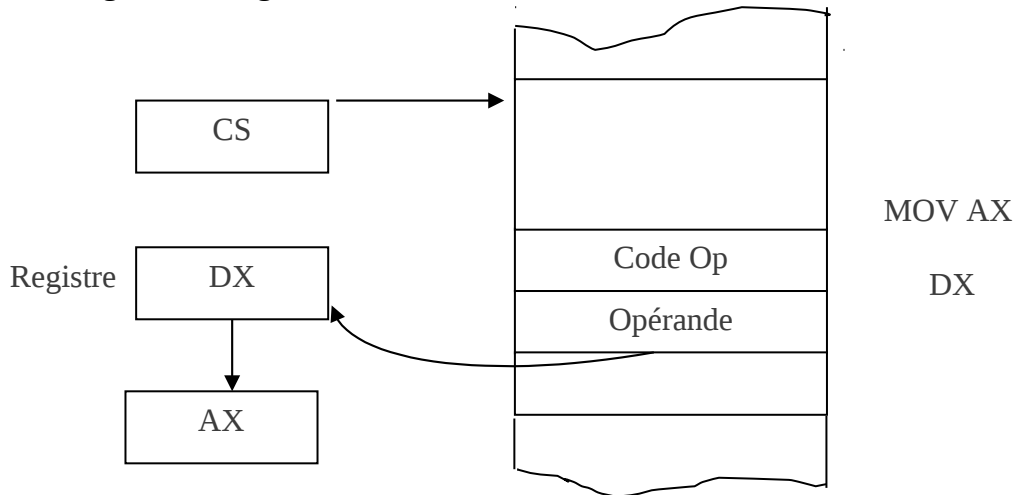 CS
MOV AX
Code Op
Registre
DX
DX
Opérande
AX